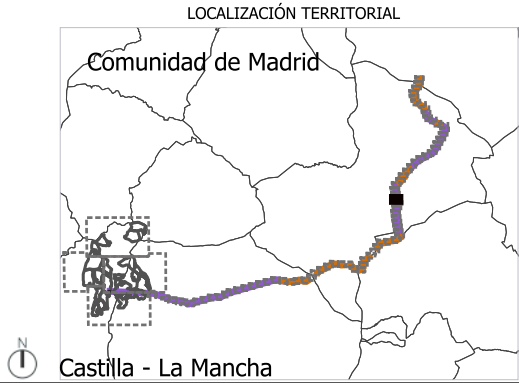 LOCALIZACIÓN TERRITORIAL
Comunidad de Madrid
N
Castilla - La Mancha